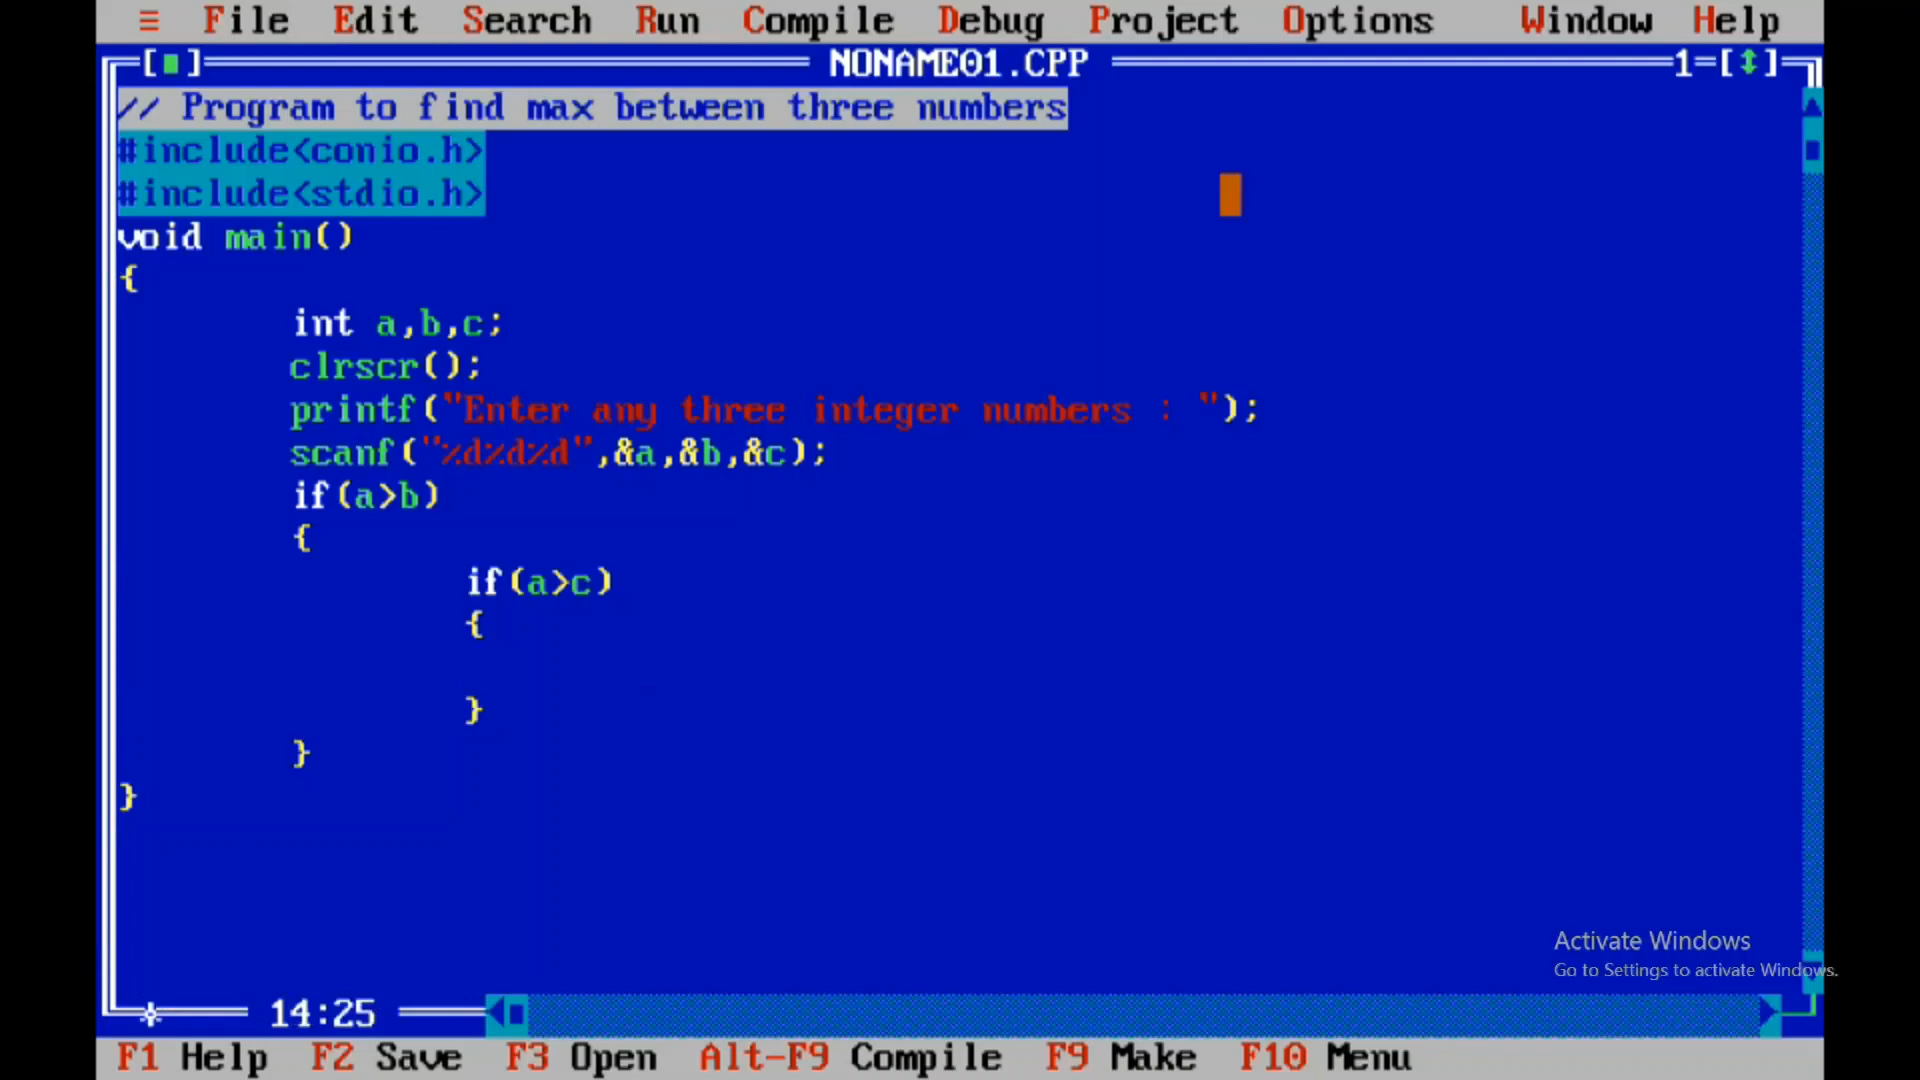 ≡ File Edit Search Run Compile Debug Project Options Window Help
[■] NONAME01.CPP 1=[↕]
// Program to find max between three numbers
#include<conio.h>
#include<stdio.h>
void main()
{
int a,b,c;
clrscr();
printf("Enter any three integer numbers : ");
scanf("%d%d%d",&a,&b,&c);
if(a>b)
{
if(a>c)
{
}
}
}
Activate Windows
Go to Settings to activate Windows.
14:25
F1 Help F2 Save F3 Open Alt-F9 Compile F9 Make F10 Menu